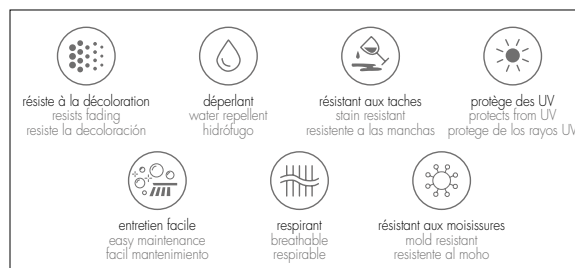 résiste à la décoloration
resists fading
resiste la decoloración
déperlant
water repellent
hidrófugo
résistant aux taches
stain resistant
resistente a las manchas
protège des UV
protects from UV
protege de los rayos UV
entretien facile
easy maintenance
facil mantenimiento
respirant
breathable
respirable
résistant aux moisissures
mold resistant
resistente al moho